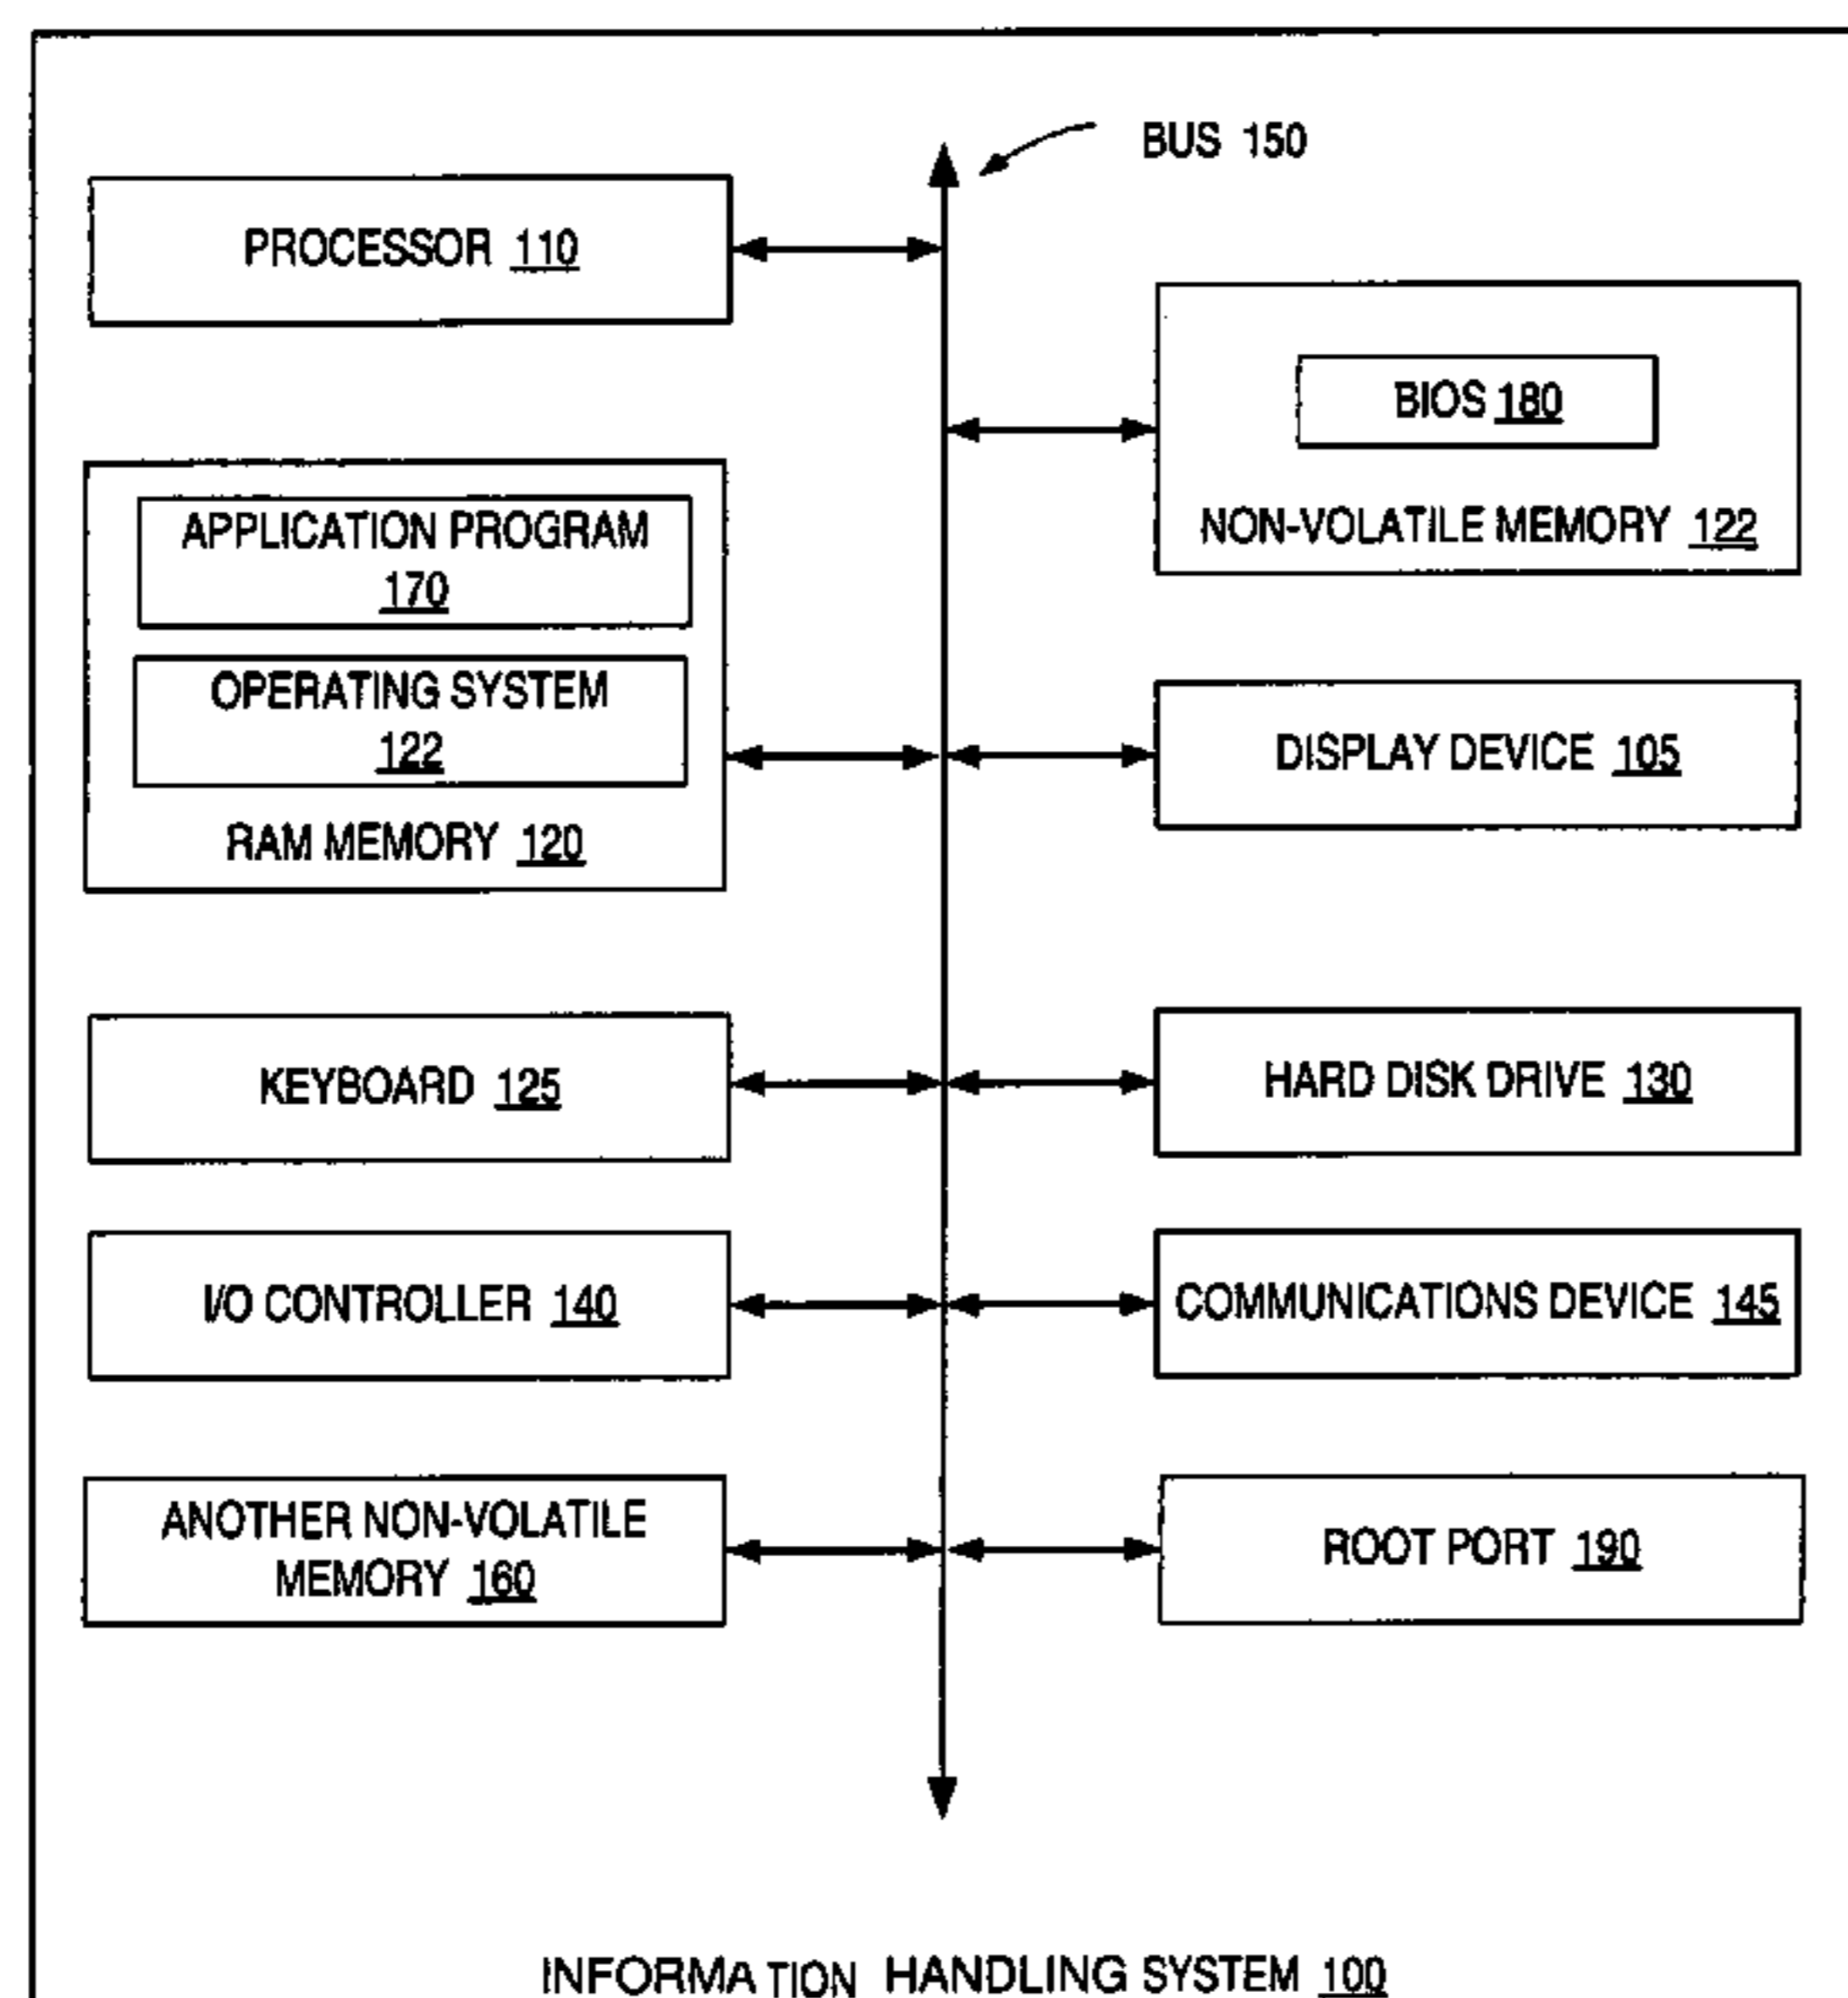 BUS 150
PROCESSOR 110
BIOS 180
NON-VOLATILE MEMORY 122
APPLICATION PROGRAM
170
OPERATING SYSTEM
122
RAM MEMORY 120
DISPLAY DEVICE 105
KEYBOARD 125
HARD DISK DRIVE 130
I/O CONTROLLER 140
COMMUNICATIONS DEVICE 145
ANOTHER NON-VOLATILE
MEMORY 160
ROOT PORT 190
INFORMATION HANDLING SYSTEM 100